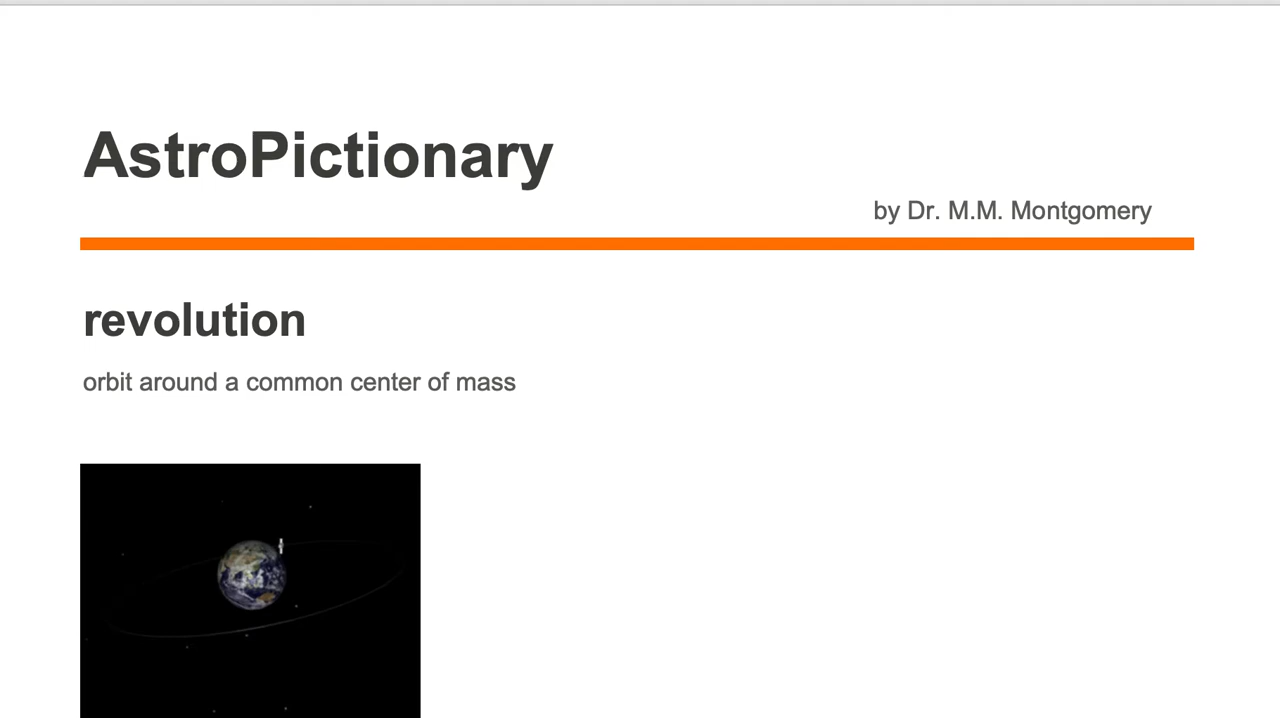 AstroPictionary
by Dr. M.M. Montgomery
revolution
orbit around a common center of mass